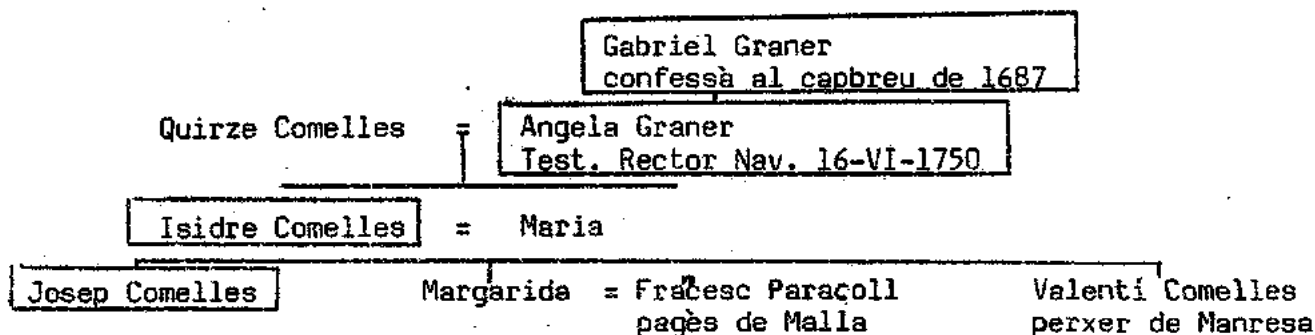 Gabriel Graner
confessà al capbreu de 1687
Quirze Comelles = Angela Graner
Test. Rector Nav. 16-VI-1750
Isidre Comelles = Maria
Josep Comelles Margarida = Francesc Paraçoll Valentí Comelles
pagès de Malla perxer de Manresa